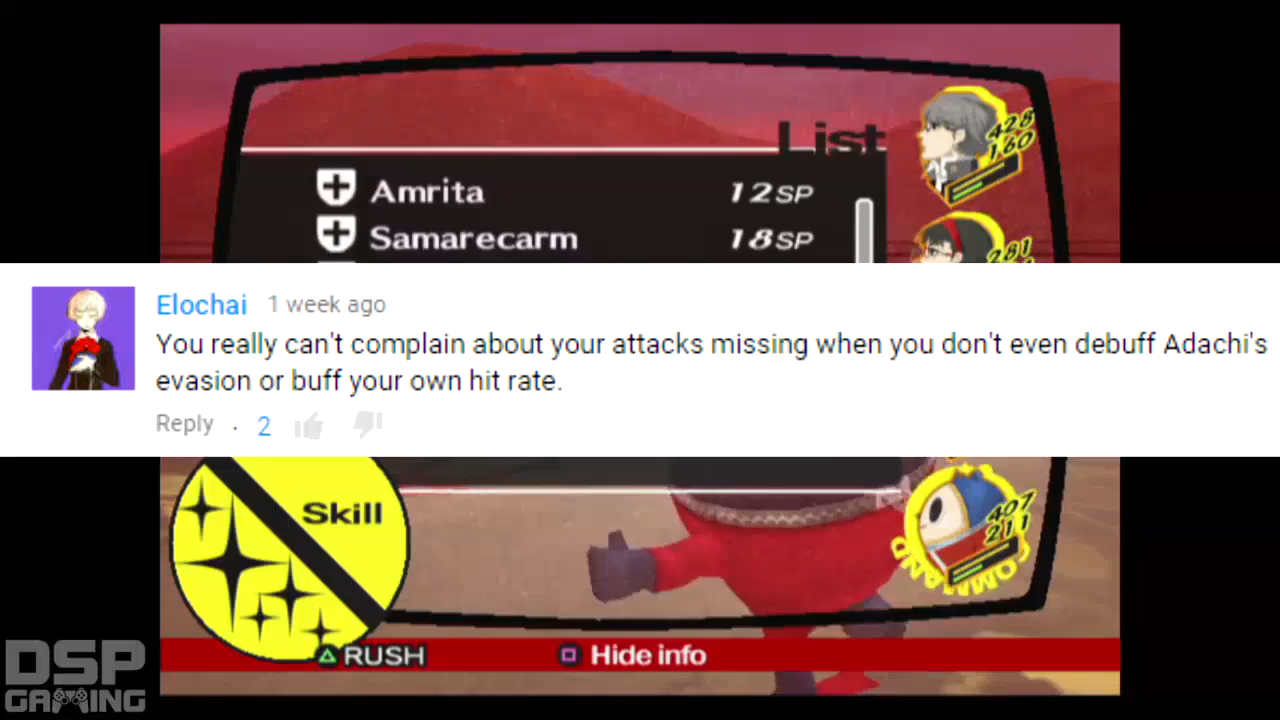 List
428
160
Amrita 12SP
Samarecarm 18SP
281
Elochai 1 week ago
You really can't complain about your attacks missing when you don't even debuff Adachi's
evasion or buff your own hit rate.
Reply . 2
Skill
407
211
COMMAND
RUSH Hide info
DSP
GAMING